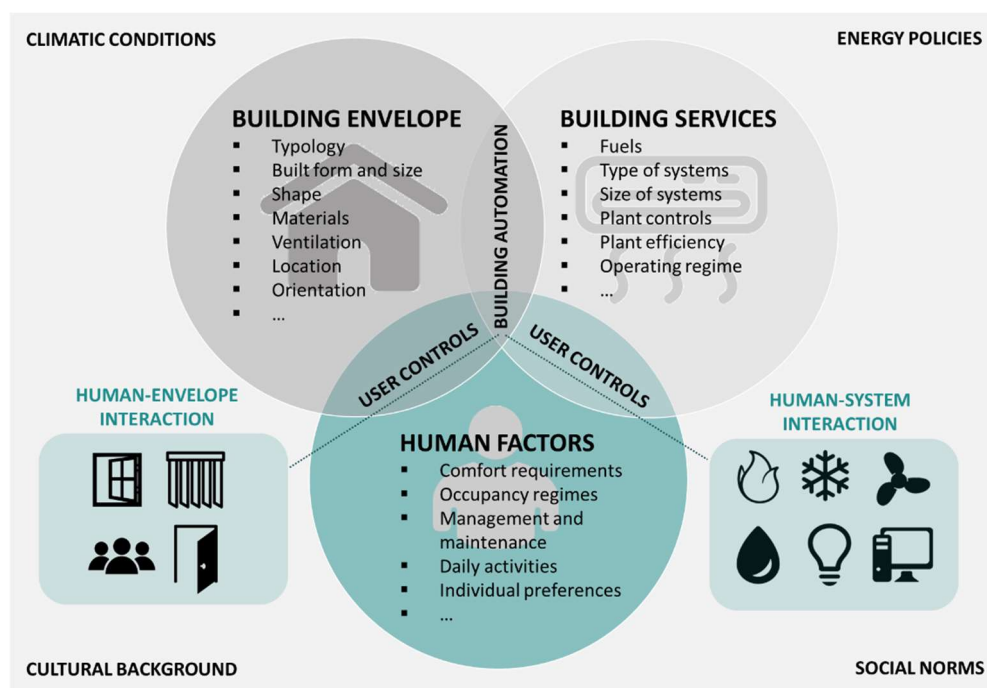 CLIMATIC CONDITIONS
ENERGY POLICIES
BUILDING ENVELOPE
▪ Typology
▪ Built form and size
▪ Shape
▪ Materials
▪ Ventilation
▪ Location
▪ Orientation
▪ ...
BUILDING AUTOMATION
BUILDING SERVICES
▪ Fuels
▪ Type of systems
▪ Size of systems
▪ Plant controls
▪ Plant efficiency
▪ Operating regime
▪ ...
USER CONTROLS
USER CONTROLS
HUMAN-ENVELOPE
INTERACTION
HUMAN-SYSTEM
INTERACTION
HUMAN FACTORS
▪ Comfort requirements
▪ Occupancy regimes
▪ Management and
maintenance
▪ Daily activities
▪ Individual preferences
▪ ...
CULTURAL BACKGROUND
SOCIAL NORMS